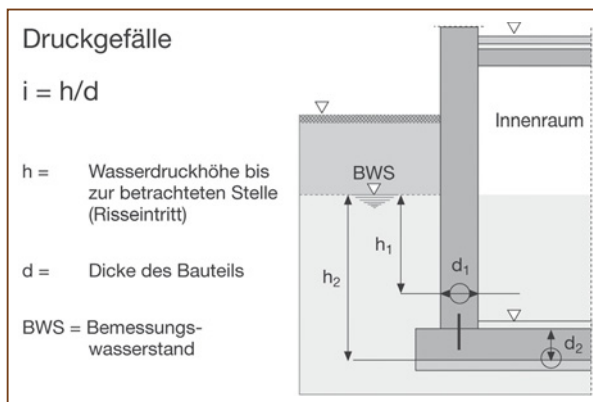 Druckgefälle
i = h/d
h = Wasserdruckhöhe bis
zur betrachteten Stelle
(Risseintritt)
d = Dicke des Bauteils
BWS = Bemessungs-
wasserstand
Innenraum
BWS
h1
h2
d1
d2